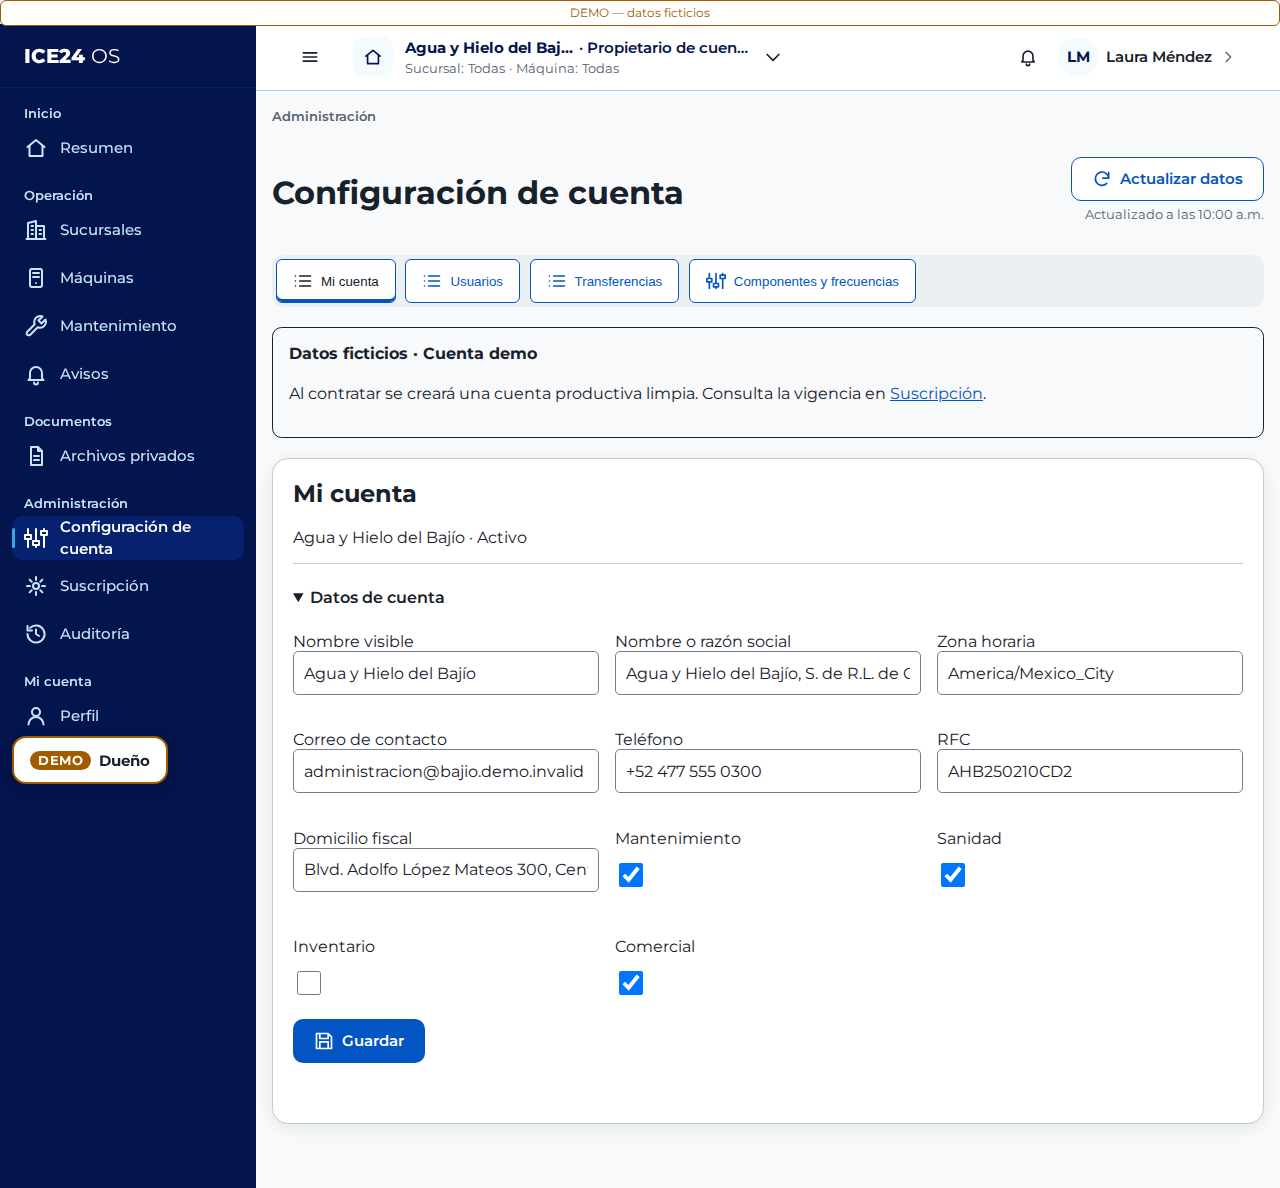 DEMO — datos ficticios
ICE24 OS
Agua y Hielo del Baj... · Propietario de cuen...
Sucursal: Todas · Máquina: Todas
LM Laura Méndez
Inicio
Resumen
Operación
Sucursales
Máquinas
Mantenimiento
Avisos
Documentos
Archivos privados
Administración
Configuración de
cuenta
Suscripción
Auditoría
Mi cuenta
Perfil
DEMO Dueño
Administración
Configuración de cuenta
Actualizar datos
Actualizado a las 10:00 a.m.
Mi cuenta
Usuarios
Transferencias
Componentes y frecuencias
Datos ficticios · Cuenta demo
Al contratar se creará una cuenta productiva limpia. Consulta la vigencia en Suscripción.
Mi cuenta
Agua y Hielo del Bajío · Activo
Datos de cuenta
Nombre visible
Agua y Hielo del Bajío
Nombre o razón social
Agua y Hielo del Bajío, S. de R.L. de C
Zona horaria
America/Mexico_City
Correo de contacto
administracion@bajio.demo.invalid
Teléfono
+52 477 555 0300
RFC
AHB250210CD2
Domicilio fiscal
Blvd. Adolfo López Mateos 300, Cen
Mantenimiento
Sanidad
Inventario
Comercial
Guardar